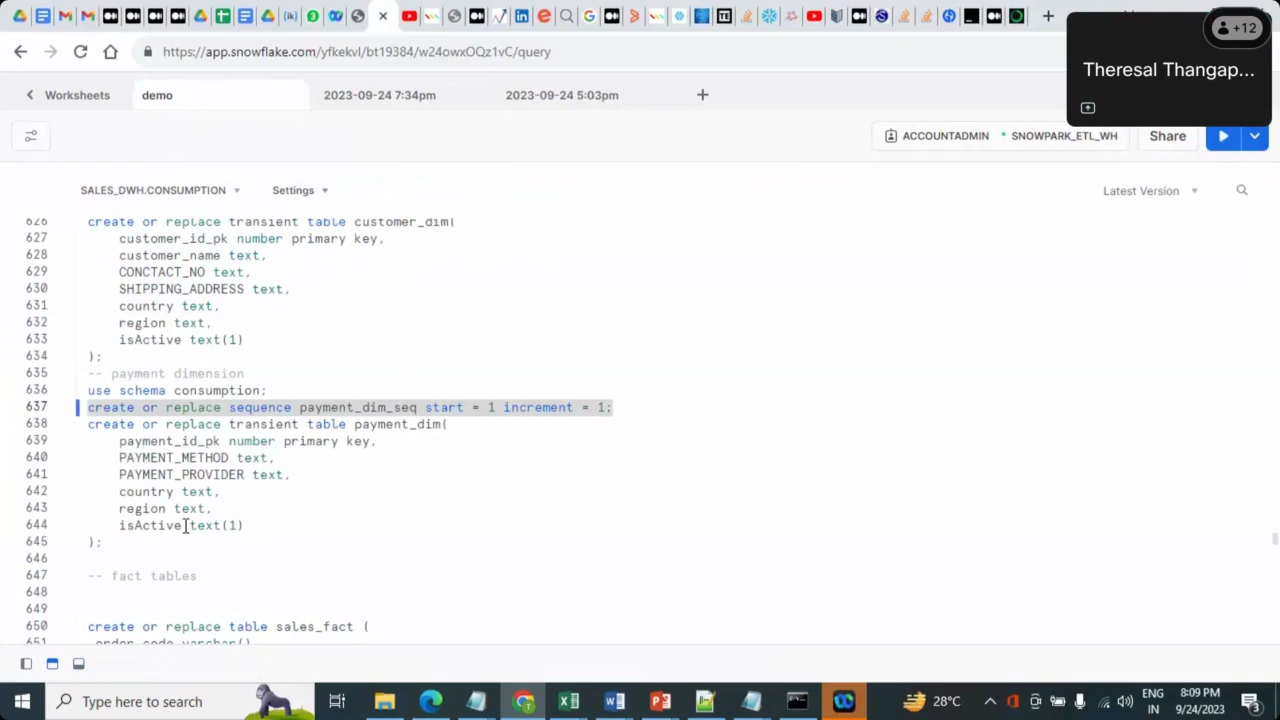 https://app.snowflake.com/yfkekvl/bt19384/w24owxOQz1vC/query
+12
Theresal Thangap...
Worksheets
demo
2023-09-24 7:34pm
2023-09-24 5:03pm
ACCOUNTADMIN
SNOWPARK_ETL_WH
Share
SALES_DWH.CONSUMPTION
Settings
Latest Version
626 create or replace transient table customer_dim(
627 customer_id_pk number primary key,
628 customer_name text,
629 CONCTACT_NO text,
630 SHIPPING_ADDRESS text,
631 country text,
632 region text,
633 isActive text(1)
634 );
635 -- payment dimension
636 use schema consumption;
637 create or replace sequence payment_dim_seq start = 1 increment = 1;
638 create or replace transient table payment_dim(
639 payment_id_pk number primary key,
640 PAYMENT_METHOD text,
641 PAYMENT_PROVIDER text,
642 country text,
643 region text,
644 isActive text(1)
645 );
646
647 -- fact tables
648
649
650 create or replace table sales_fact (
651 order_code varchar()
Type here to search
28°C
ENG
IN
8:09 PM
9/24/2023
3